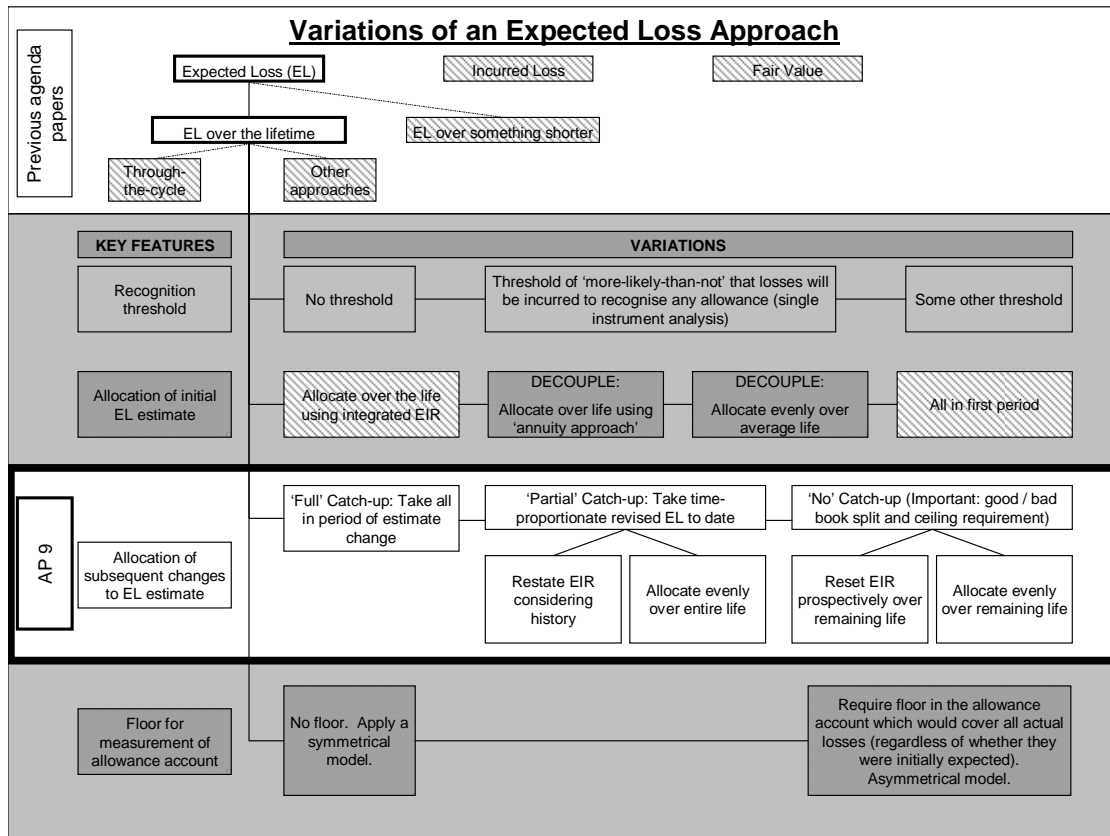 Variations of an Expected Loss Approach
Previous agenda
papers
Expected Loss (EL)
Incurred Loss
Fair Value
EL over the lifetime
EL over something shorter
Through-
the-cycle
Other
approaches
KEY FEATURES
VARIATIONS
Recognition
threshold
No threshold
Threshold of ‘more-likely-than-not’ that losses will
be incurred to recognise any allowance (single
instrument analysis)
Some other threshold
Allocation of initial
EL estimate
Allocate over the life
using integrated EIR
DECOUPLE:
Allocate over life using
‘annuity approach’
DECOUPLE:
Allocate evenly over
average life
All in first period
AP 9
Allocation of
subsequent changes
to EL estimate
‘Full’ Catch-up: Take all
in period of estimate
change
‘Partial’ Catch-up: Take time-
proportionate revised EL to date
‘No’ Catch-up (Important: good / bad
book split and ceiling requirement)
Restate EIR
considering
history
Allocate evenly
over entire life
Reset EIR
prospectively over
remaining life
Allocate evenly
over remaining life
Floor for
measurement of
allowance account
No floor. Apply a
symmetrical
model.
Require floor in the allowance
account which would cover all actual
losses (regardless of whether they
were initially expected).
Asymmetrical model.